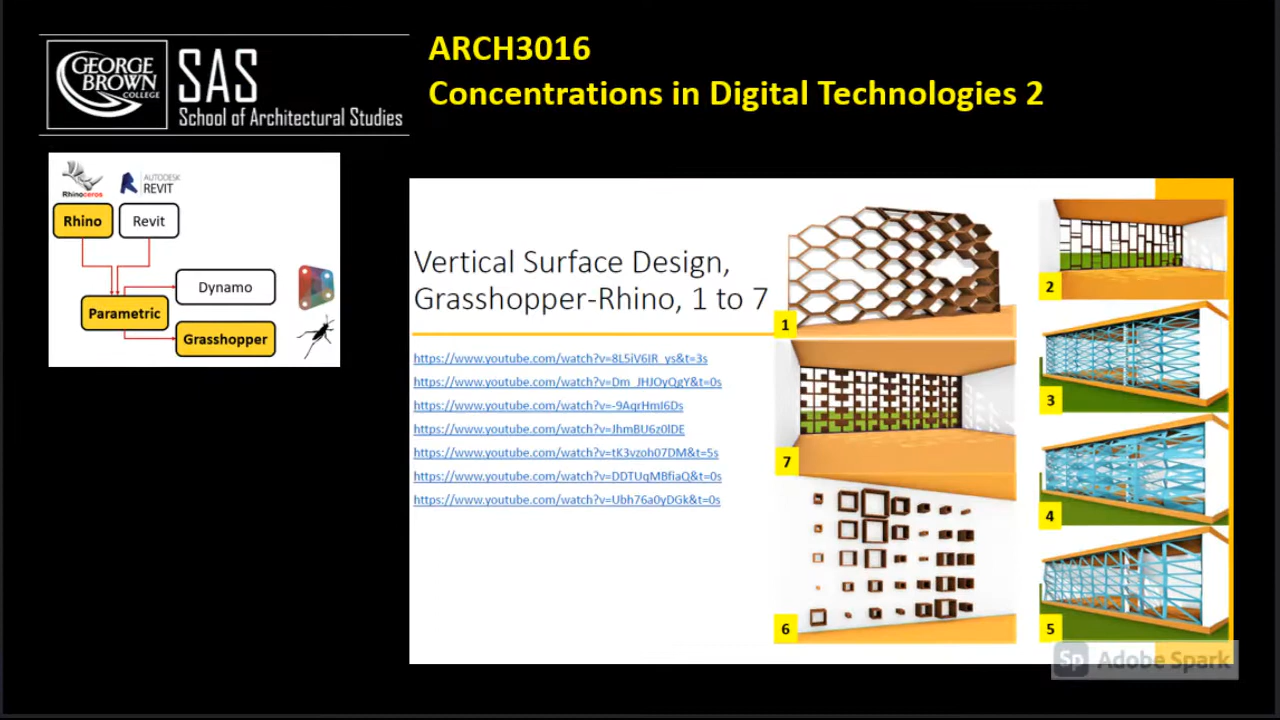 GEORGE
BROWN
COLLEGE
SAS
School of Architectural Studies
ARCH3016
Concentrations in Digital Technologies 2
Rhinoceros
AUTODESK
REVIT
Rhino
Revit
Dynamo
Parametric
Grasshopper
Vertical Surface Design,
Grasshopper-Rhino, 1 to 7
https://www.youtube.com/watch?v=8L5iV6IR_ys&t=3s
https://www.youtube.com/watch?v=Dm_JHJOyQgY&t=0s
https://www.youtube.com/watch?v=-9AqrHmI6Ds
https://www.youtube.com/watch?v=JhmBU6z0lDE
https://www.youtube.com/watch?v=tK3vzoh07DM&t=5s
https://www.youtube.com/watch?v=DDTUqMBfiaQ&t=0s
https://www.youtube.com/watch?v=Ubh76a0yDGk&t=0s
1
2
3
4
5
6
7
Sp Adobe Spark